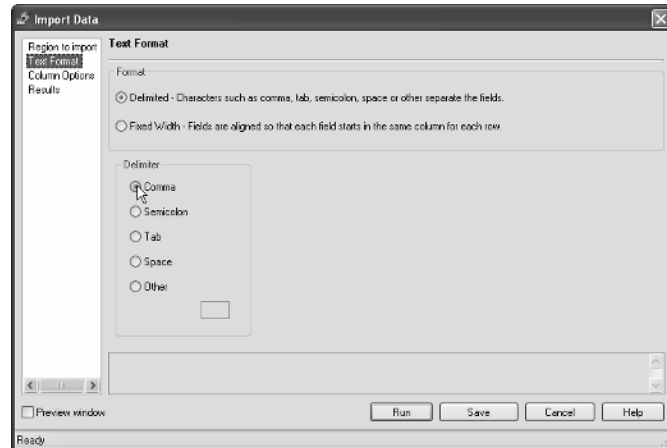 Import Data
Region to import
Text Format
Column Options
Results
Text Format
Format
Delimited - Characters such as comma, tab, semicolon, space or other separate the fields.
Fixed Width - Fields are aligned so that each field starts in the same column for each row.
Delimiter
Comma
Semicolon
Tab
Space
Other
Preview window
Run
Save
Cancel
Help
Ready